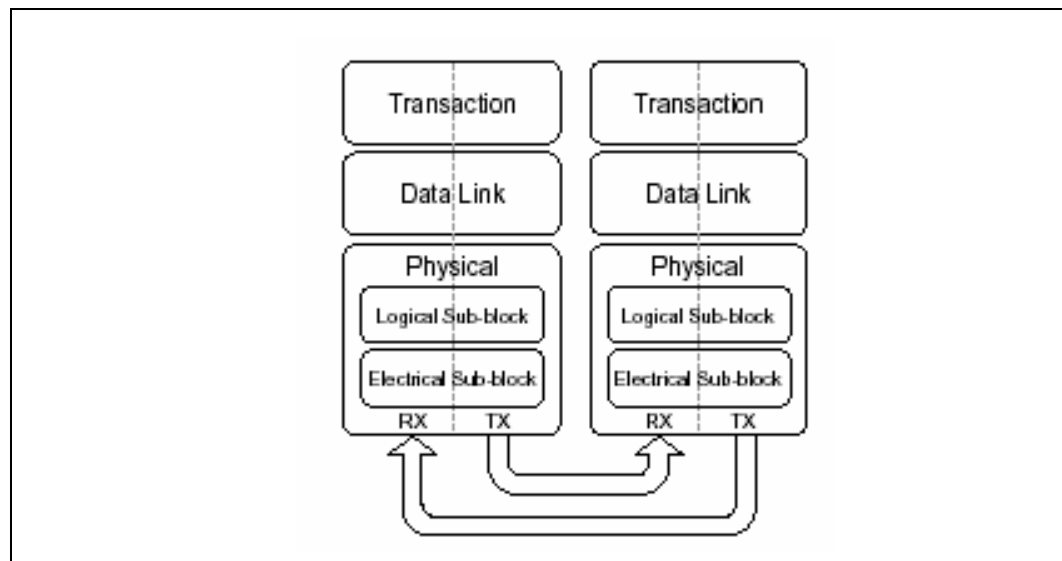 Transaction
Data Link
Physical
Logical Sub-block
Electrical Sub-block
RX TX
Transaction
Data Link
Physical
Logical Sub-block
Electrical Sub-block
RX TX